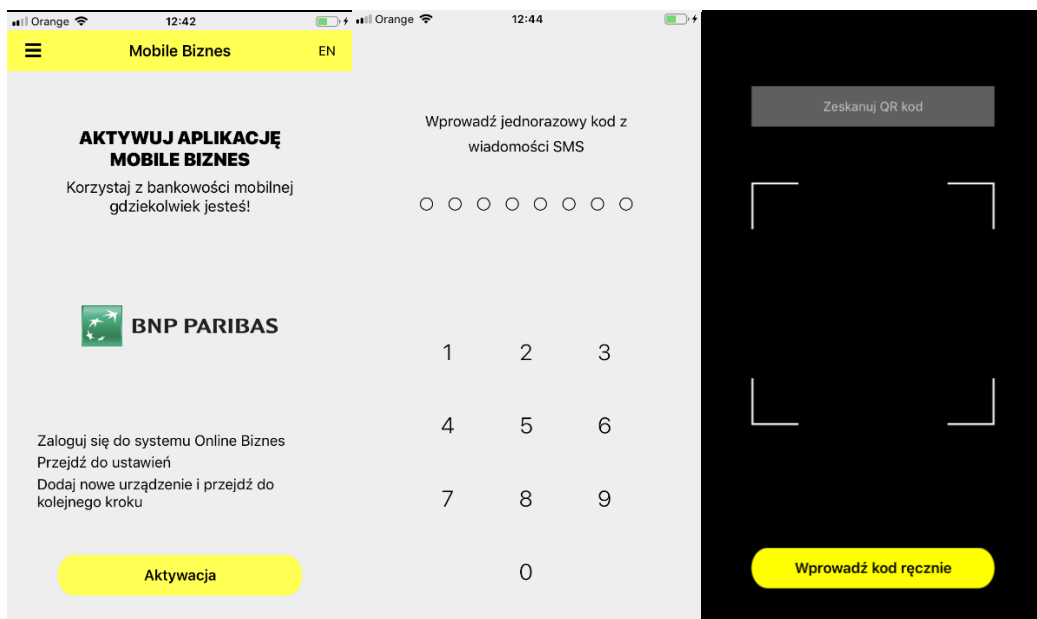 Orange 12:42
Mobile Biznes EN
AKTYWUJ APLIKACJĘ
MOBILE BIZNES
Korzystaj z bankowości mobilnej
gdziekolwiek jesteś!
BNP PARIBAS
Zaloguj się do systemu Online Biznes
Przejdź do ustawień
Dodaj nowe urządzenie i przejdź do
kolejnego kroku
Aktywacja
Orange 12:44
Wprowadź jednorazowy kod z
wiadomości SMS
1 2 3
4 5 6
7 8 9
0
Zeskanuj QR kod
Wprowadź kod ręcznie